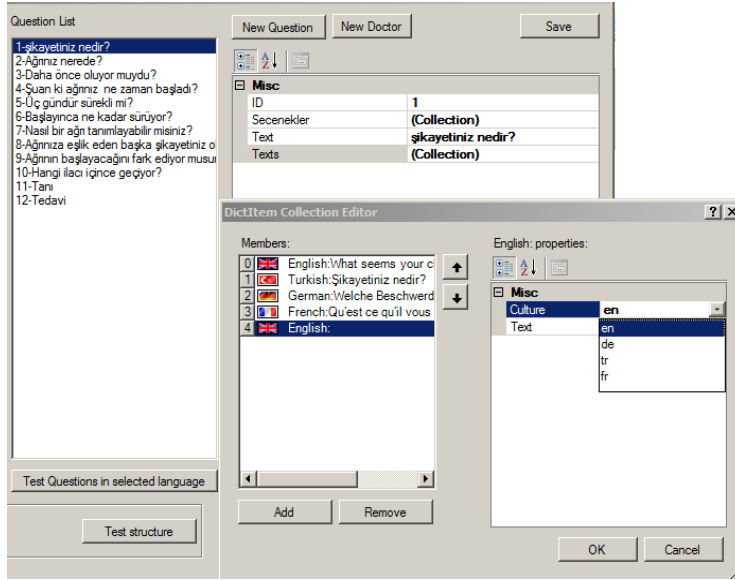 Question List
1-şikayetiniz nedir?
2-Ağrınız nerede?
3-Daha önce oluyor muydu?
4-Şuan ki ağrınız ne zaman başladı?
5-Üç gündür sürekli mi?
6-Başlayınca ne kadar sürüyor?
7-Nasıl bir ağrı tanımlayabilir misiniz?
8-Ağrınıza eşlik eden başka şikayetiniz o
9-Ağrının başlayacağını fark ediyor musu
10-Hangi ilacı içince geçiyor?
11-Tanı
12-Tedavi
Test Questions in selected language
Test structure
New Question New Doctor Save
Misc
ID 1
Secenekler (Collection)
Text şikayetiniz nedir?
Texts (Collection)
DictItem Collection Editor
Members:
0 English:What seems your c
1 Turkish:Şikayetiniz nedir?
2 German:Welche Beschwerd
3 French:Qu'est ce qu'il vous
4 English:
Add Remove
English: properties:
Misc
Culture en
Text
en
de
tr
fr
OK Cancel